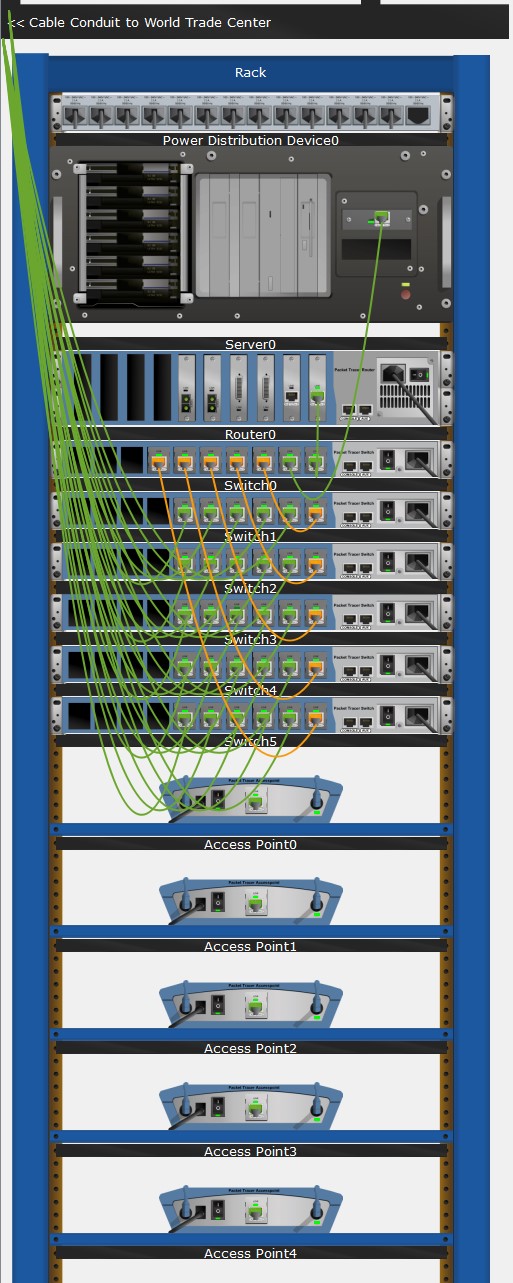 << Cable Conduit to World Trade Center
Rack
Power Distribution Device0
Server0
Packet Tracer Router
Router0
Packet Tracer Switch
Switch0
Packet Tracer Switch
Switch1
Packet Tracer Switch
Switch2
Packet Tracer Switch
Switch3
Packet Tracer Switch
Switch4
Packet Tracer Switch
Switch5
Packet Tracer Accesspoint
Access Point0
Packet Tracer Accesspoint
Access Point1
Packet Tracer Accesspoint
Access Point2
Packet Tracer Accesspoint
Access Point3
Packet Tracer Accesspoint
Access Point4